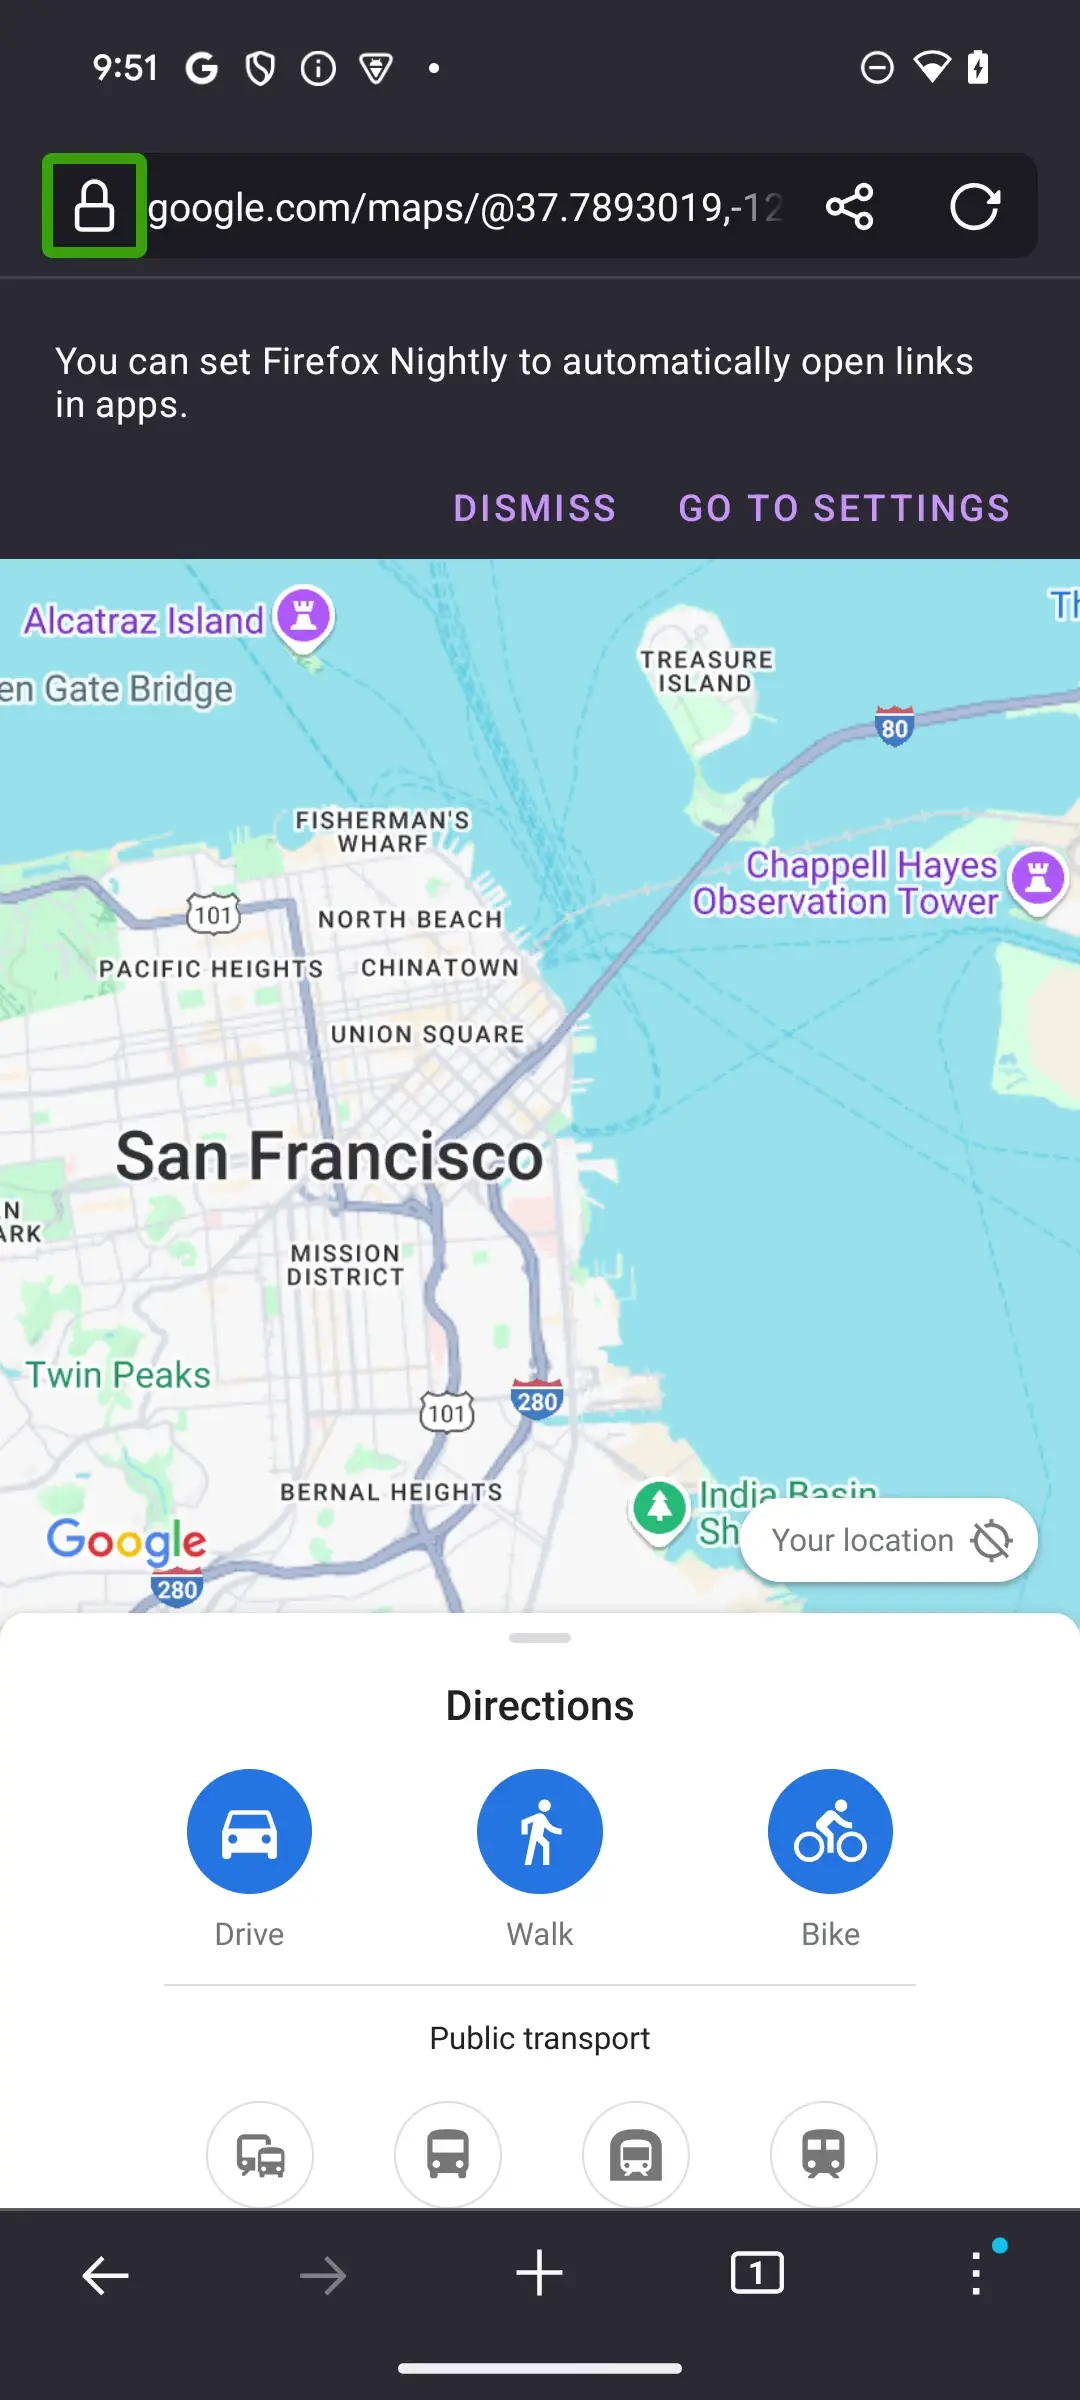 9:51
google.com/maps/@37.7893019,-12
You can set Firefox Nightly to automatically open links
in apps.
DISMISS GO TO SETTINGS
Alcatraz Island
Th
en Gate Bridge
TREASURE
ISLAND
80
FISHERMAN'S
WHARF
Chappell Hayes
Observation Tower
101
NORTH BEACH
PACIFIC HEIGHTS
CHINATOWN
UNION SQUARE
San Francisco
N
ARK
MISSION
DISTRICT
Twin Peaks
280
101
BERNAL HEIGHTS
India Basin
Sh
Your location
Google
280
Directions
Drive Walk Bike
Public transport
1